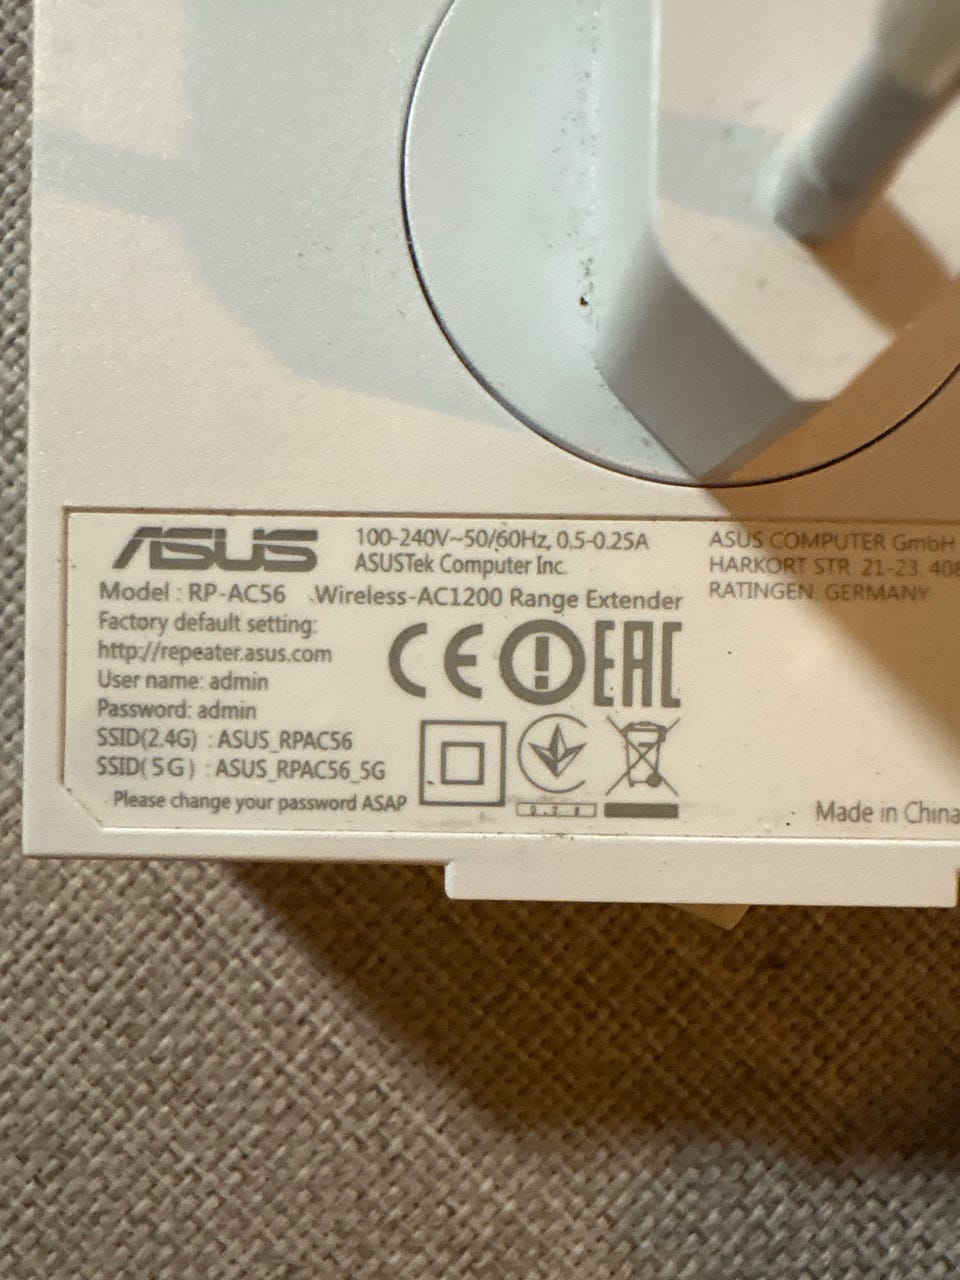 ASUS
100-240V~50/60Hz, 0.5-0.25A
ASUSTek Computer Inc.
Model : RP-AC56 Wireless-AC1200 Range Extender
Factory default setting:
http://repeater.asus.com
User name: admin
Password: admin
SSID(2.4G) : ASUS_RPAC56
SSID(5G) : ASUS_RPAC56_5G
Please change your password ASAP
CE EAC
ASUS COMPUTER GmbH
HARKORT STR. 21-23,
RATINGEN, GERMANY
Made in China